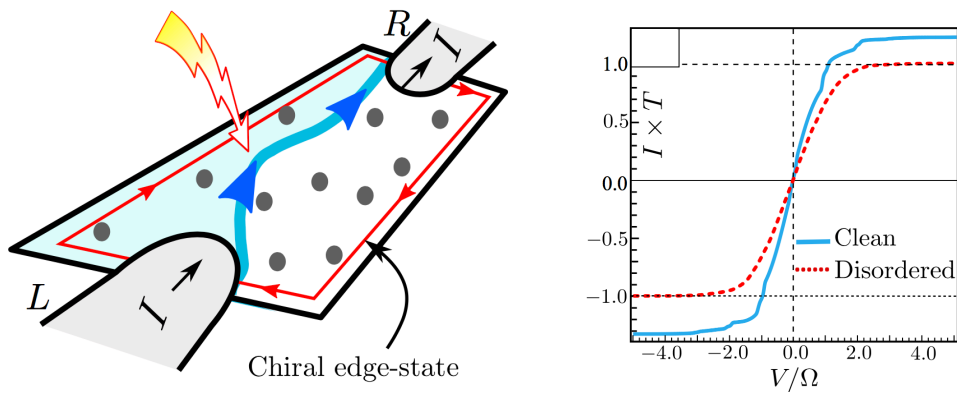 R
I
L
I
Chiral edge-state
I × T
1.0
0.5
0.0
−0.5
−1.0
Clean
Disordered
−4.0 −2.0 0.0 2.0 4.0
V/Ω